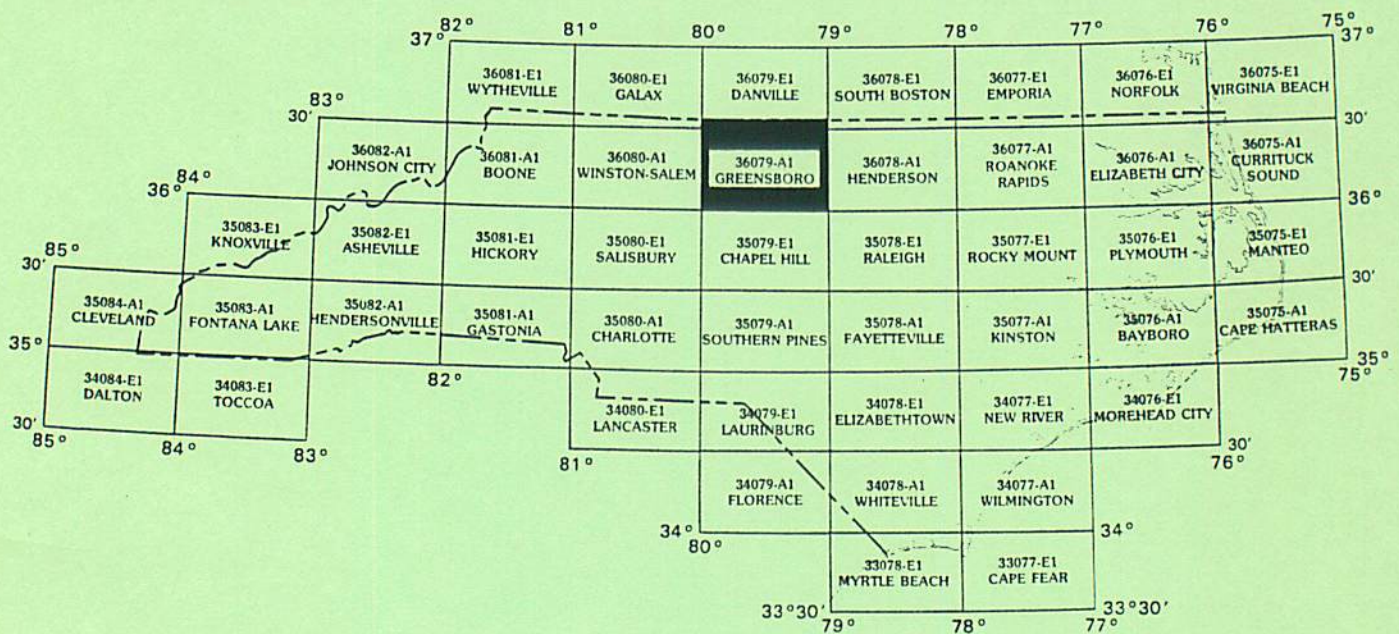 82° 81° 80° 79° 78° 77° 76° 75°
37° 37°
36081-E1 36080-E1 36079-E1 36078-E1 36077-E1 36076-E1 36075-E1
WYTHEVILLE GALAX DANVILLE SOUTH BOSTON EMPORIA NORFOLK VIRGINIA BEACH
83°
30' 30'
36082-A1 36081-A1 36080-A1 36079-A1 36078-A1 36077-A1 36076-A1 36075-A1
JOHNSON CITY BOONE WINSTON-SALEM GREENSBORO HENDERSON ROANOKE RAPIDS ELIZABETH CITY CURRITUCK SOUND
84°
36° 36°
35083-E1 35082-E1 35081-E1 35080-E1 35079-E1 35078-E1 35077-E1 35076-E1 35075-E1
KNOXVILLE ASHEVILLE HICKORY SALISBURY CHAPEL HILL RALEIGH ROCKY MOUNT PLYMOUTH MANTEO
85°
30' 30'
35084-A1 35083-A1 35082-A1 35081-A1 35080-A1 35079-A1 35078-A1 35077-A1 35076-A1 35075-A1
CLEVELAND FONTANA LAKE HENDERSONVILLE GASTONIA CHARLOTTE SOUTHERN PINES FAYETTEVILLE KINSTON BAYBORO CAPE HATTERAS
35° 35°
82° 75°
34084-E1 34083-E1 34080-E1 34079-E1 34078-E1 34077-E1 34076-E1
DALTON TOCCOA LANCASTER LAURINBURG ELIZABETHTOWN NEW RIVER MOREHEAD CITY
30' 30'
85° 84° 83° 81° 76°
34079-A1 34078-A1 34077-A1
FLORENCE WHITEVILLE WILMINGTON
34° 34°
80°
33078-E1 33077-E1
MYRTLE BEACH CAPE FEAR
33°30' 33°30'
79° 78° 77°